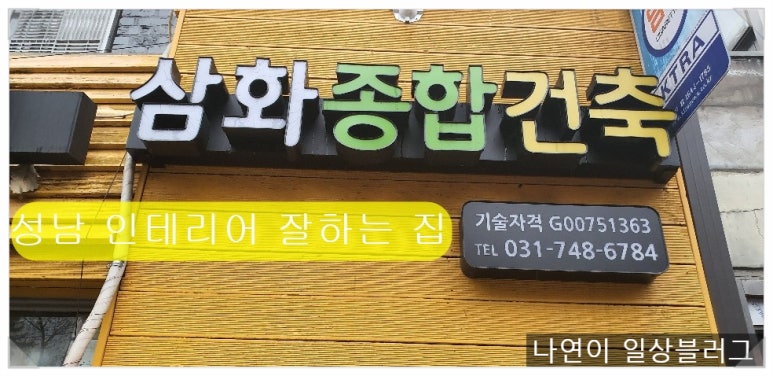 삼화종합건축
KTRA
성남 인테리어 잘하는 집
기술자격 G00751363
TEL 031-748-6784
나연이 일상블러그